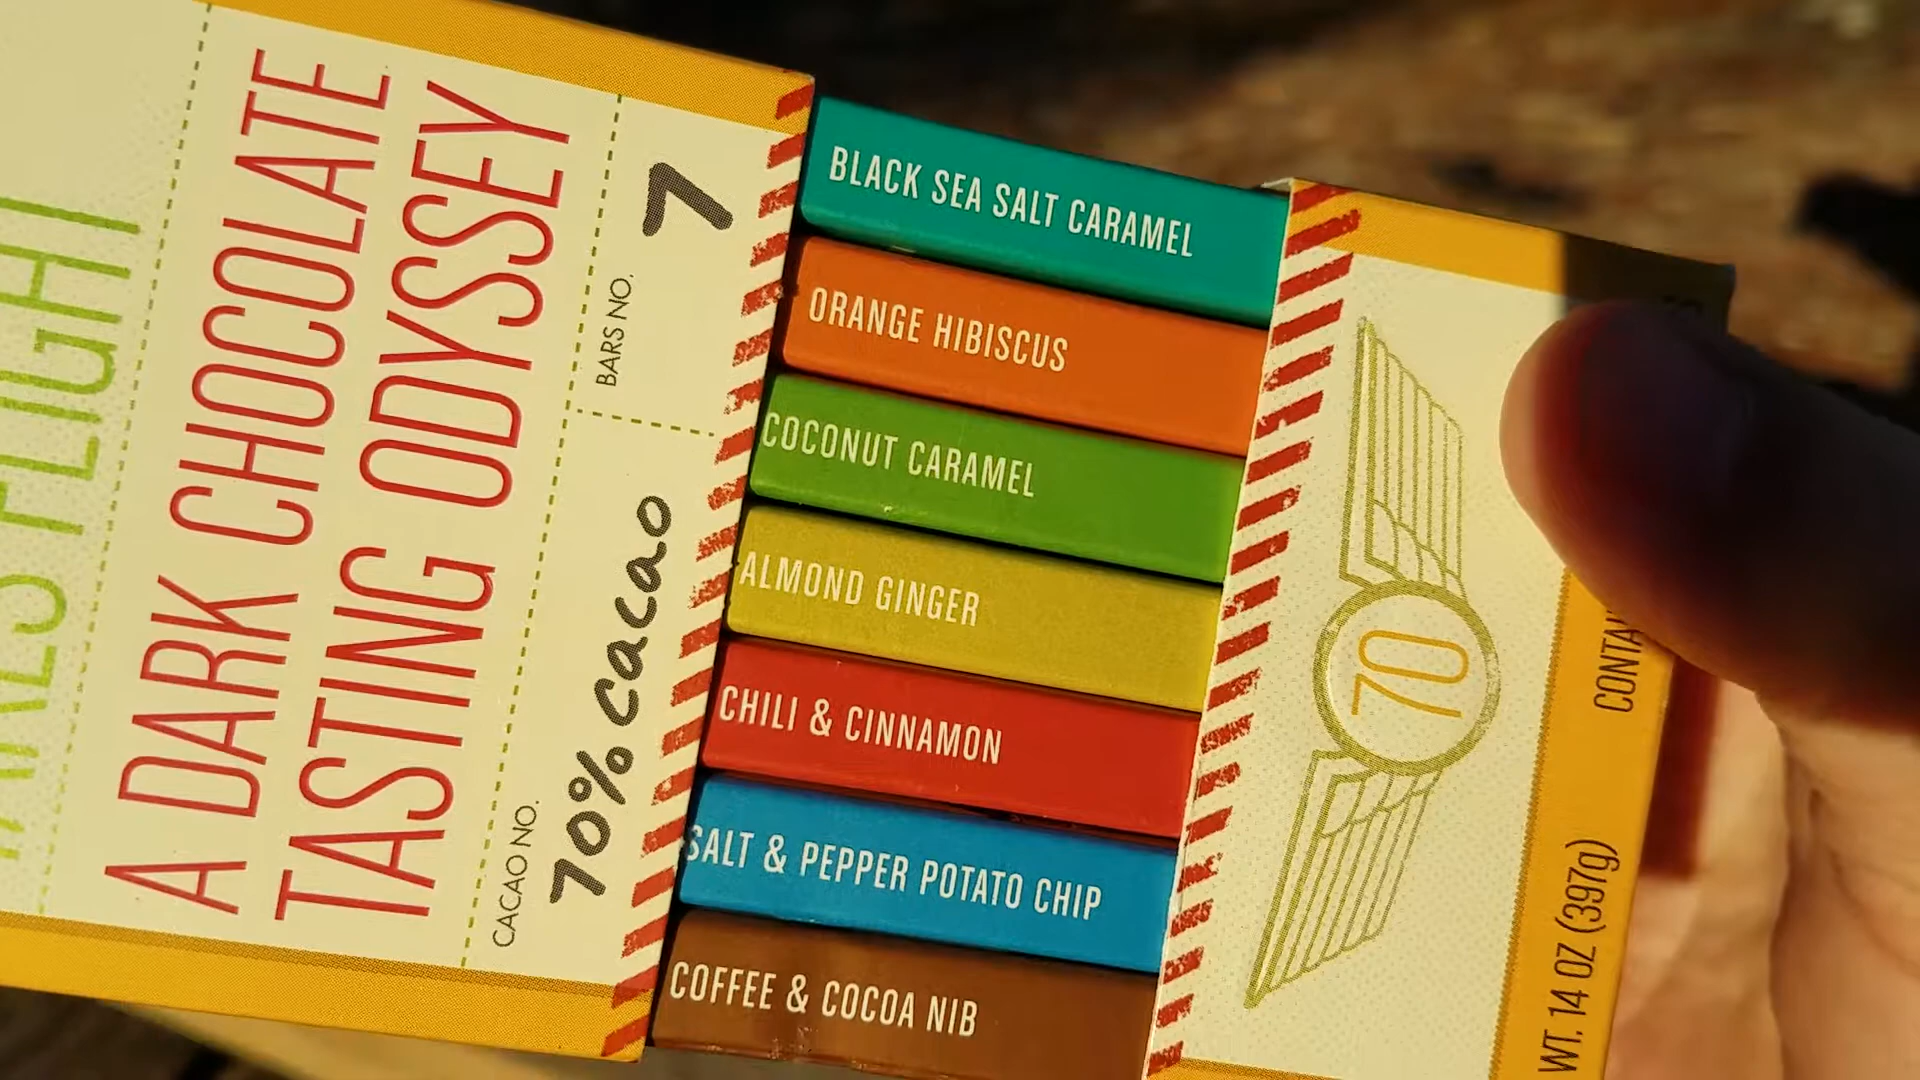 FLIGHT
A DARK CHOCOLATE
TASTING ODYSSEY
CACAO NO.
70% cacao
BARS NO.
7
BLACK SEA SALT CARAMEL
ORANGE HIBISCUS
COCONUT CARAMEL
ALMOND GINGER
CHILI & CINNAMON
SALT & PEPPER POTATO CHIP
COFFEE & COCOA NIB
70
WT. 14 OZ (397g)